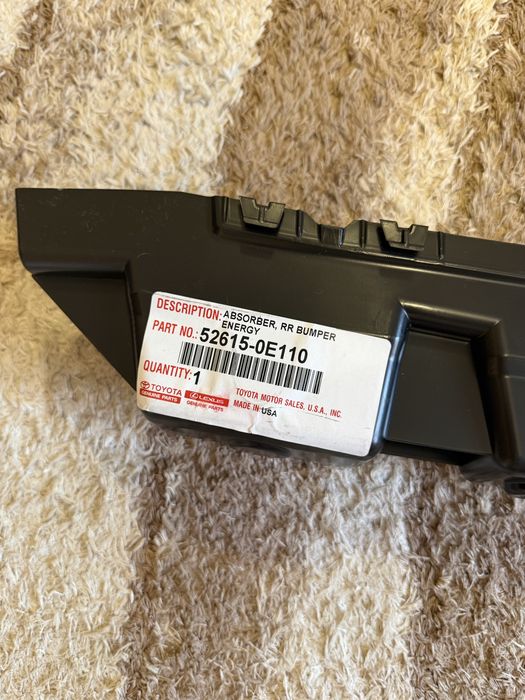 DESCRIPTION: ABSORBER, RR BUMPER
ENERGY
PART NO.: 52615-0E110
QUANTITY: 1
TOYOTA
GENUINE PARTS
LEXUS
GENUINE PARTS
TOYOTA MOTOR SALES, U.S.A., INC.
MADE IN: USA